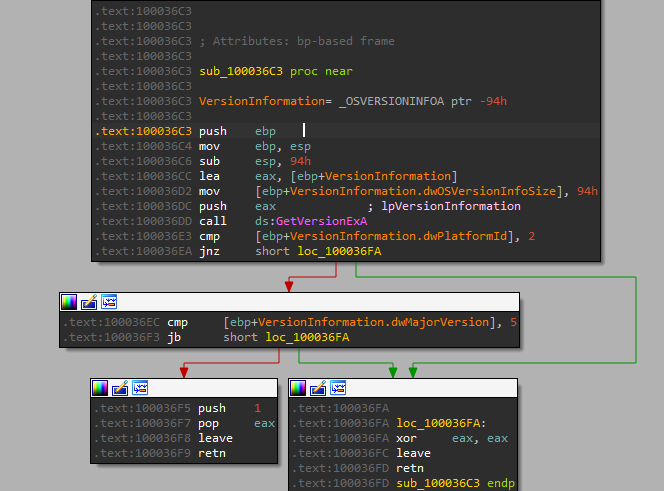 .text:100036C3
.text:100036C3
.text:100036C3 ; Attributes: bp-based frame
.text:100036C3
.text:100036C3 sub_100036C3 proc near
.text:100036C3
.text:100036C3 VersionInformation= _OSVERSIONINFOA ptr -94h
.text:100036C3
.text:100036C3 push ebp
.text:100036C4 mov ebp, esp
.text:100036C6 sub esp, 94h
.text:100036CC lea eax, [ebp+VersionInformation]
.text:100036D2 mov [ebp+VersionInformation.dwOSVersionInfoSize], 94h
.text:100036DC push eax ; lpVersionInformation
.text:100036DD call ds:GetVersionExA
.text:100036E3 cmp [ebp+VersionInformation.dwPlatformId], 2
.text:100036EA jnz short loc_100036FA
.text:100036EC cmp [ebp+VersionInformation.dwMajorVersion], 5
.text:100036F3 jb short loc_100036FA
.text:100036F5 push 1
.text:100036F7 pop eax
.text:100036F8 leave
.text:100036F9 retn
.text:100036FA
.text:100036FA loc_100036FA:
.text:100036FA xor eax, eax
.text:100036FC leave
.text:100036FD retn
.text:100036FD sub_100036C3 endp